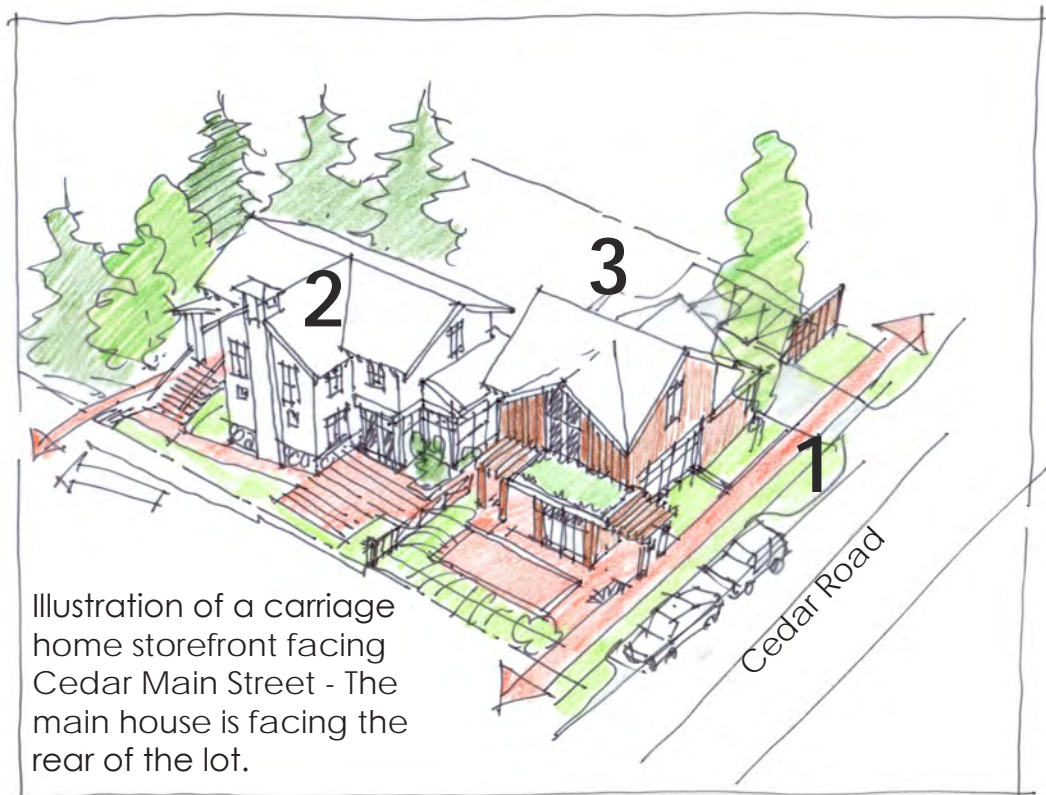 2
3
1
Cedar Road
Illustration of a carriage
home storefront facing
Cedar Main Street - The
main house is facing the
rear of the lot.